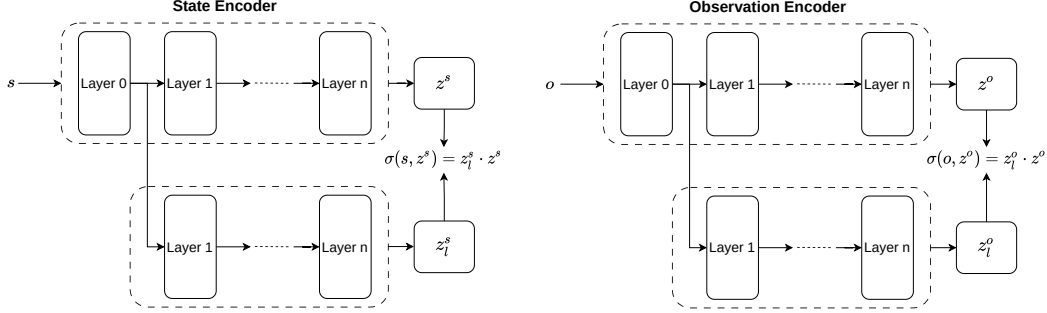 State Encoder
s
Layer 0
Layer 1
Layer n
z^s
σ(s, z^s) = z_l^s · z^s
Layer 1
Layer n
z_l^s
Observation Encoder
o
Layer 0
Layer 1
Layer n
z^o
σ(o, z^o) = z_l^o · z^o
Layer 1
Layer n
z_l^o